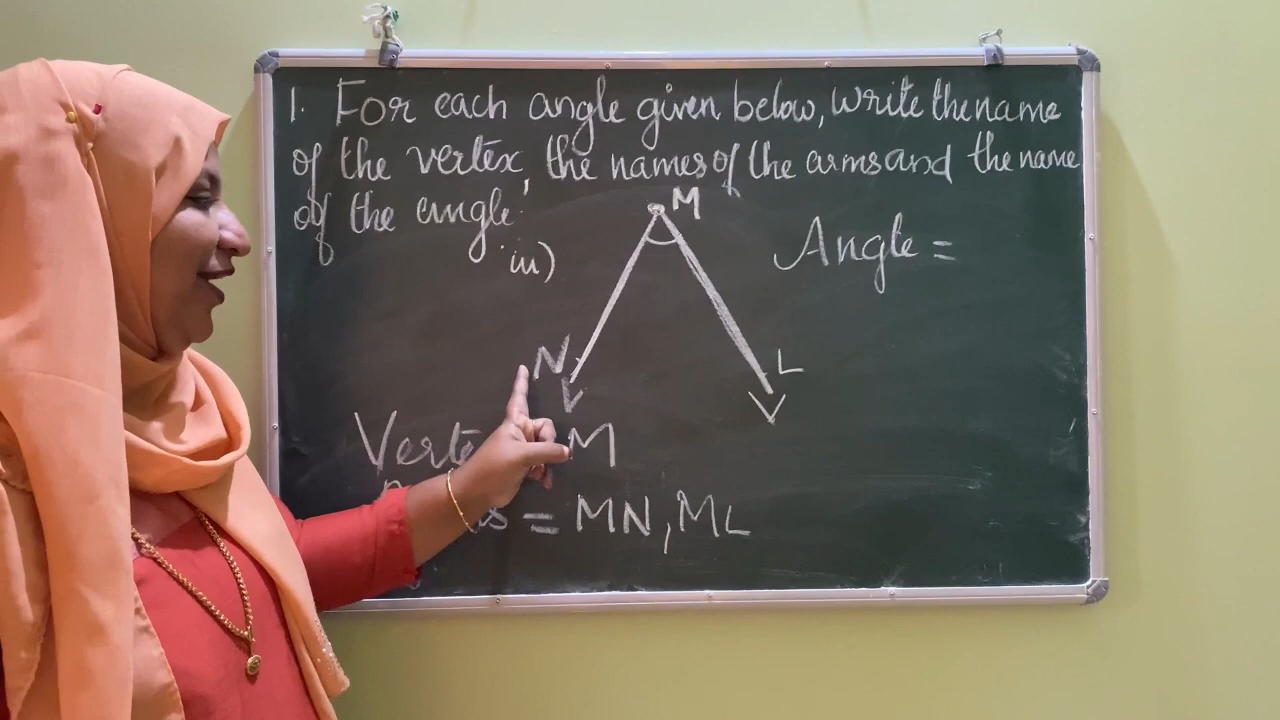 1. For each angle given below, write the name
of the vertex, the names of the arms and the name
of the angle.
M
iii)
Angle =
N
L
M
= MN, ML